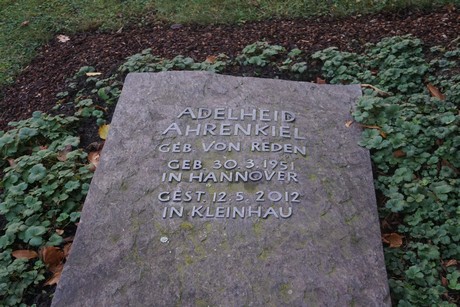 ADELHEID
AHRENKIEL
GEB VON REDEN
GEB. 30.3.1951
IN HANNOVER
GEST. 12.5.2012
IN KLEINHAU